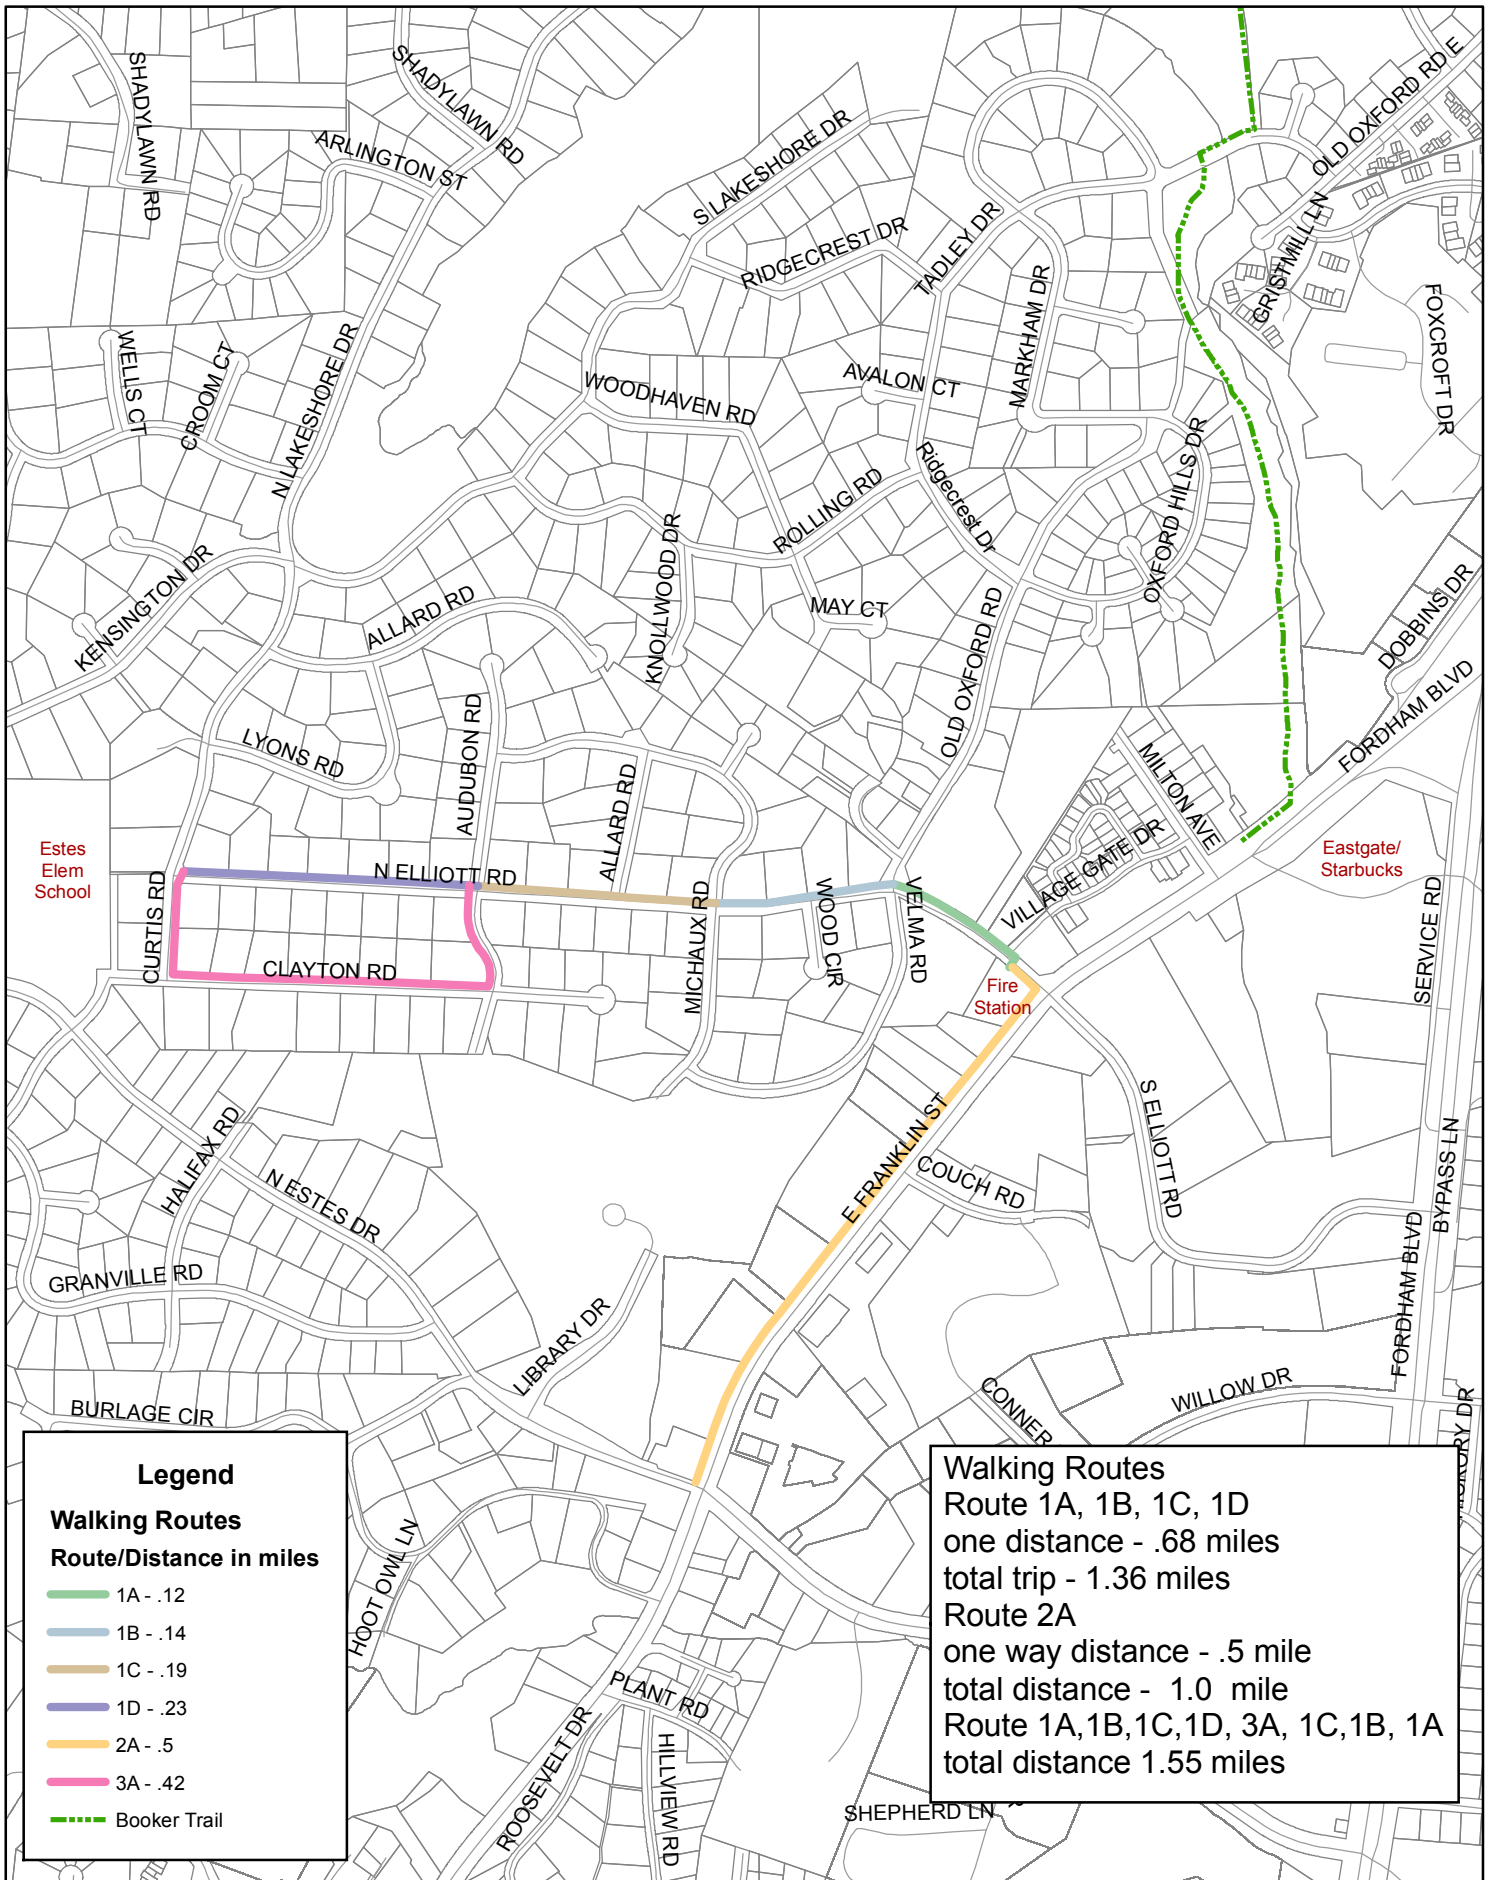 SHADYLAWN RD
SHADYLAWN RD
ARLINGTON ST
S LAKESHORE DR
RIDGECREST DR
TADLEY DR
OLD OXFORD RD E
GRISTMILL LN
FOXCROFT DR
MARKHAM DR
WELLS CT
CROOM CT
N LAKESHORE DR
WOODHAVEN RD
AVALON CT
Ridgecrest Dr
OXFORD HILLS DR
ROLLING RD
KNOLLWOOD DR
MAY CT
KENSINGTON DR
ALLARD RD
OLD OXFORD RD
DOBBINS DR
FORDHAM BLVD
LYONS RD
AUDUBON RD
ALLARD RD
MILTON AVE
VILLAGE GATE DR
Estes
Elem
School
Eastgate/
Starbucks
N ELLIOTT RD
CURTIS RD
CLAYTON RD
MICHAUX RD
WOOD CIR
VELMA RD
Fire
Station
SERVICE RD
S ELLIOTT RD
E FRANKLIN ST
COUCH RD
HALIFAX RD
N ESTES DR
GRANVILLE RD
BYPASS LN
FORDHAM BLVD
LIBRARY DR
BURLAGE CIR
CONNER
WILLOW DR
HICKORY DR
HOOT OWL LN
PLANT RD
ROOSEVELT DR
HILLVIEW RD
SHEPHERD LN
Legend
Walking Routes
Route/Distance in miles
1A - .12
1B - .14
1C - .19
1D - .23
2A - .5
3A - .42
Booker Trail
Walking Routes
Route 1A, 1B, 1C, 1D
one distance - .68 miles
total trip - 1.36 miles
Route 2A
one way distance - .5 mile
total distance - 1.0 mile
Route 1A,1B,1C,1D, 3A, 1C,1B, 1A
total distance 1.55 miles